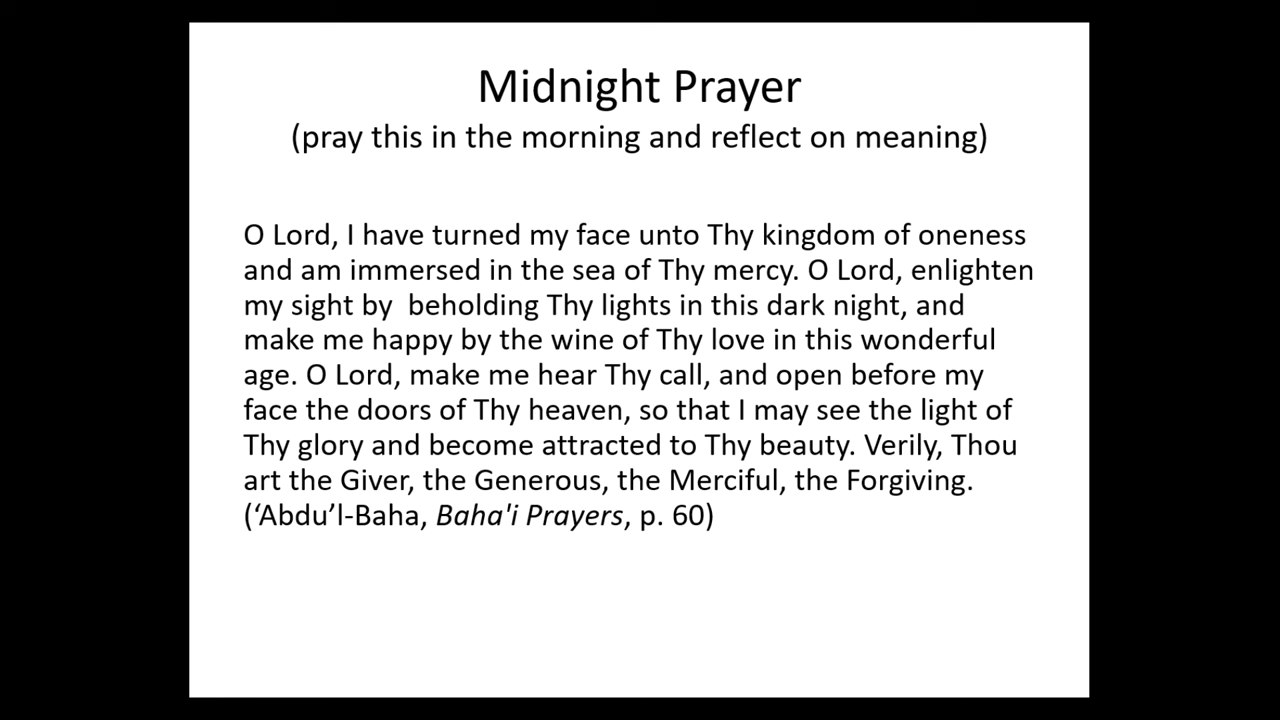 Midnight Prayer
(pray this in the morning and reflect on meaning)
O Lord, I have turned my face unto Thy kingdom of oneness
and am immersed in the sea of Thy mercy. O Lord, enlighten
my sight by  beholding Thy lights in this dark night, and
make me happy by the wine of Thy love in this wonderful
age. O Lord, make me hear Thy call, and open before my
face the doors of Thy heaven, so that I may see the light of
Thy glory and become attracted to Thy beauty. Verily, Thou
art the Giver, the Generous, the Merciful, the Forgiving.
(‘Abdu’l-Baha, Baha'i Prayers, p. 60)